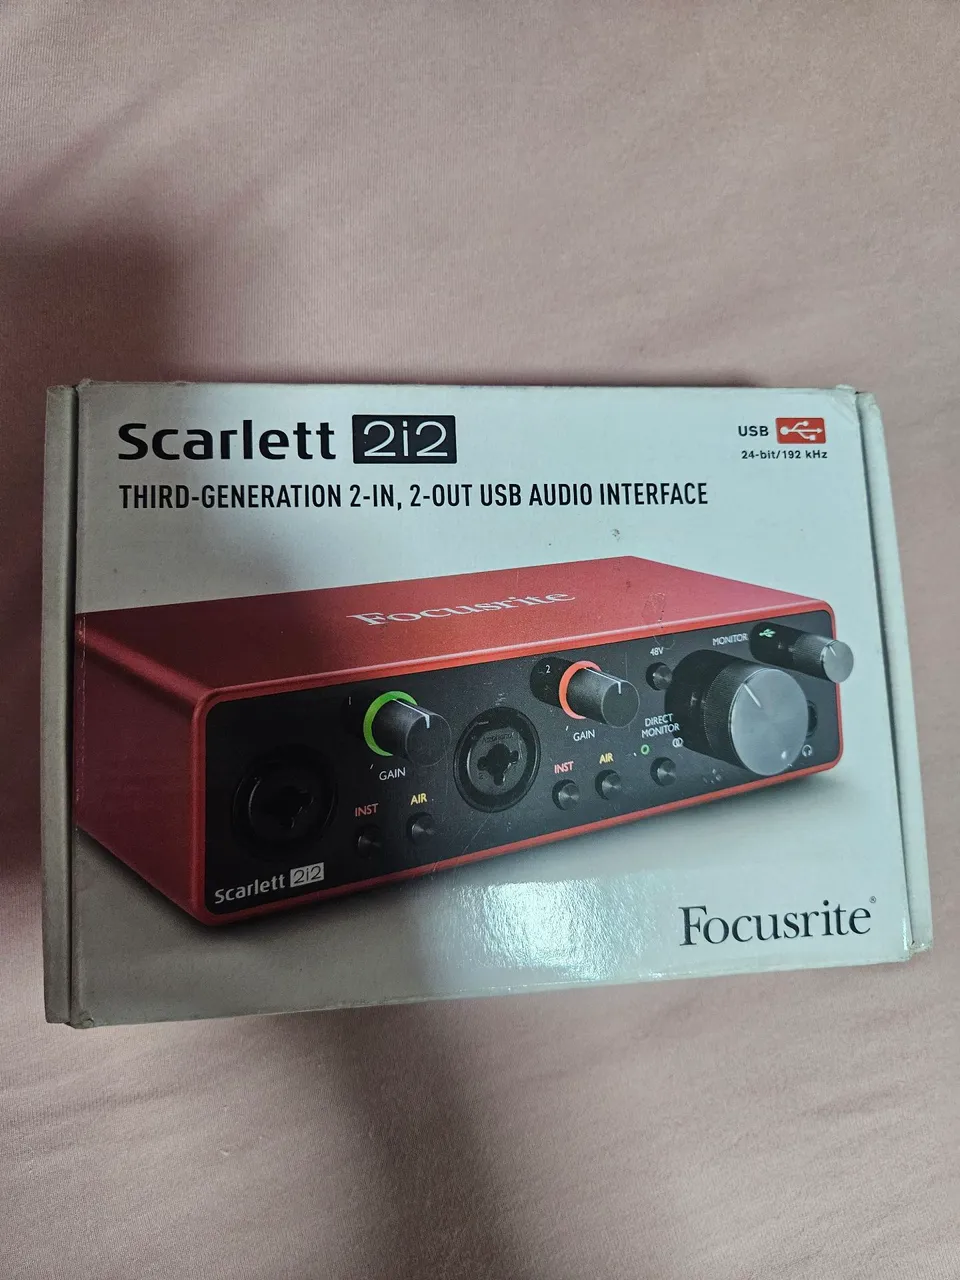 Scarlett 2i2
USB
24-bit/192 kHz
THIRD-GENERATION 2-IN, 2-OUT USB AUDIO INTERFACE
Focusrite
48V
MONITOR
1
2
GAIN
GAIN
DIRECT
MONITOR
INST
AIR
INST
AIR
Scarlett 2i2
Focusrite®